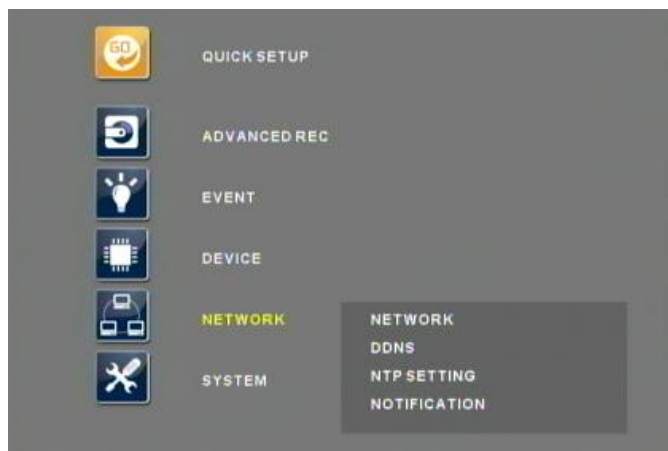 GO
QUICK SETUP
ADVANCED REC
EVENT
DEVICE
NETWORK
SYSTEM
NETWORK
DDNS
NTP SETTING
NOTIFICATION